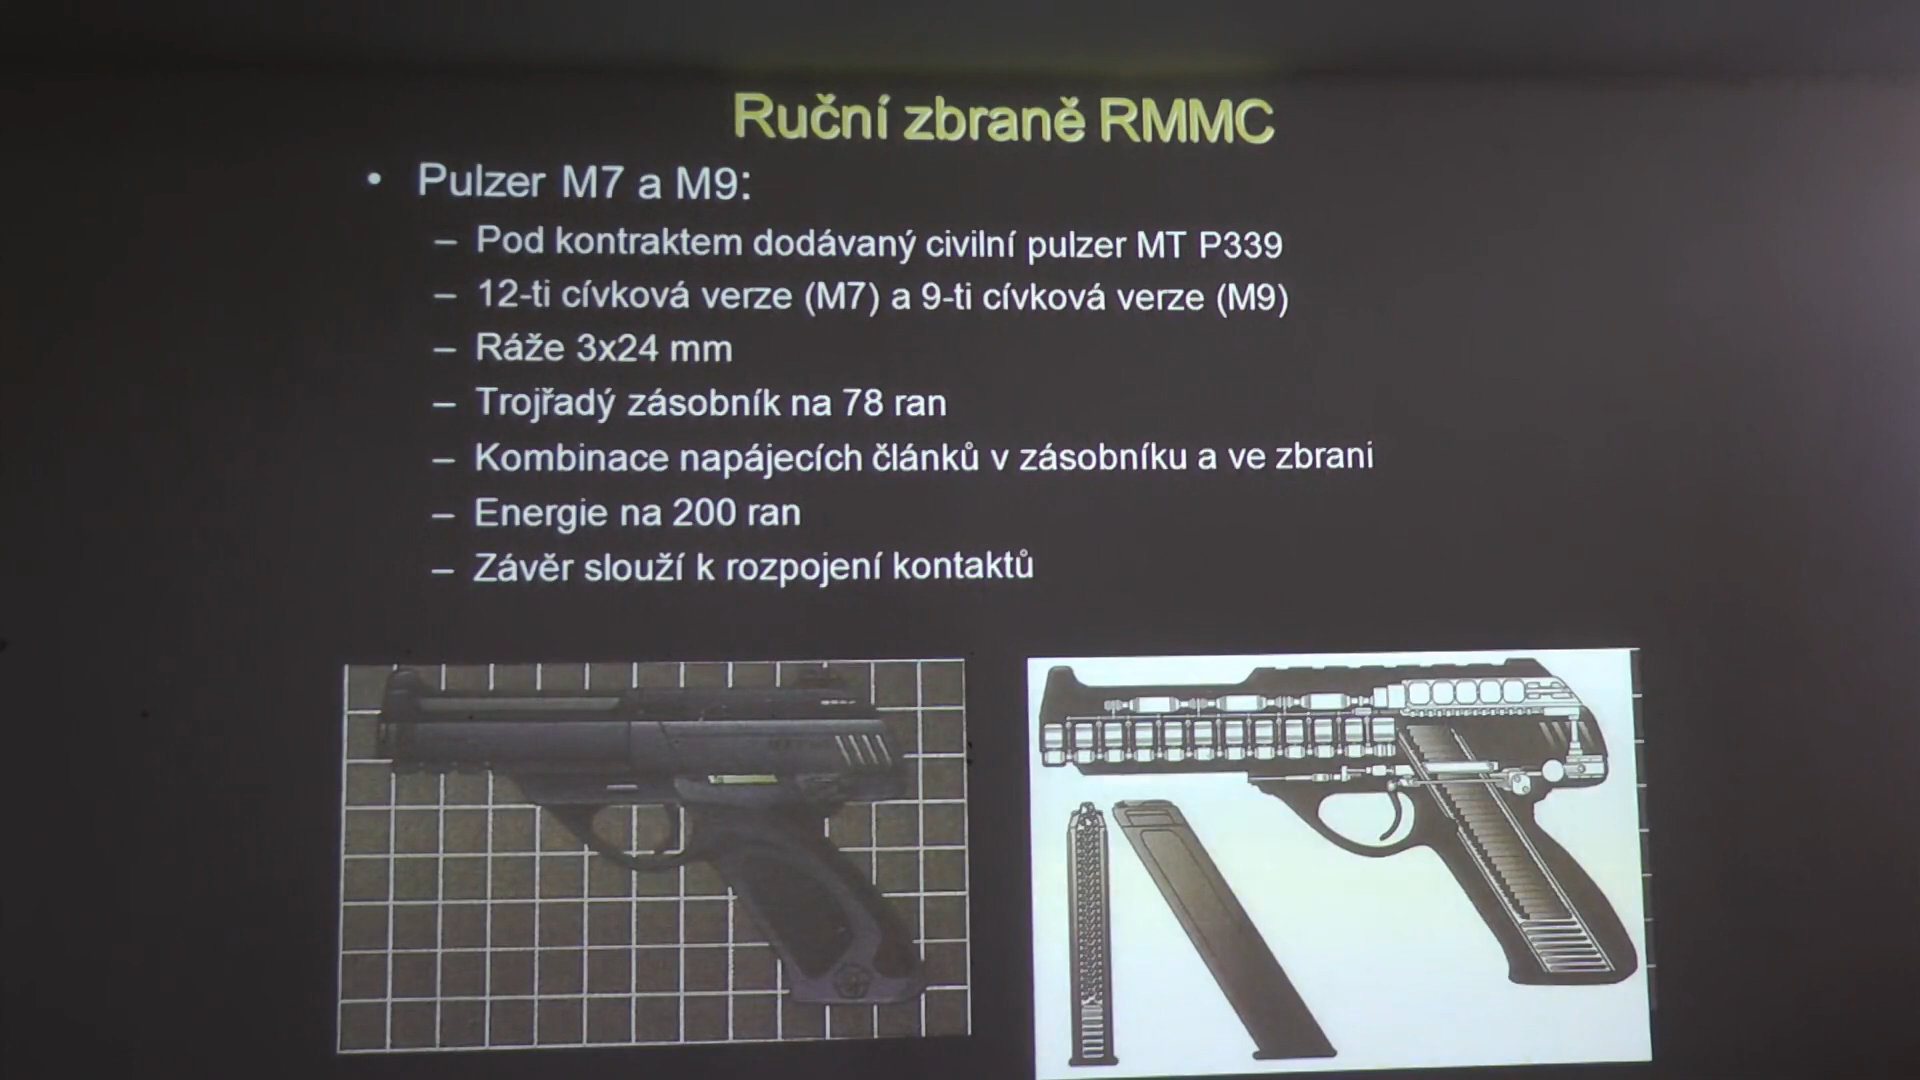 Ruční zbraně RMMC
• Pulzer M7 a M9:
– Pod kontraktem dodávaný civilní pulzer MT P339
– 12-ti cívková verze (M7) a 9-ti cívková verze (M9)
– Ráže 3x24 mm
– Trojřadý zásobník na 78 ran
– Kombinace napájecích článků v zásobníku a ve zbrani
– Energie na 200 ran
– Závěr slouží k rozpojení kontaktů